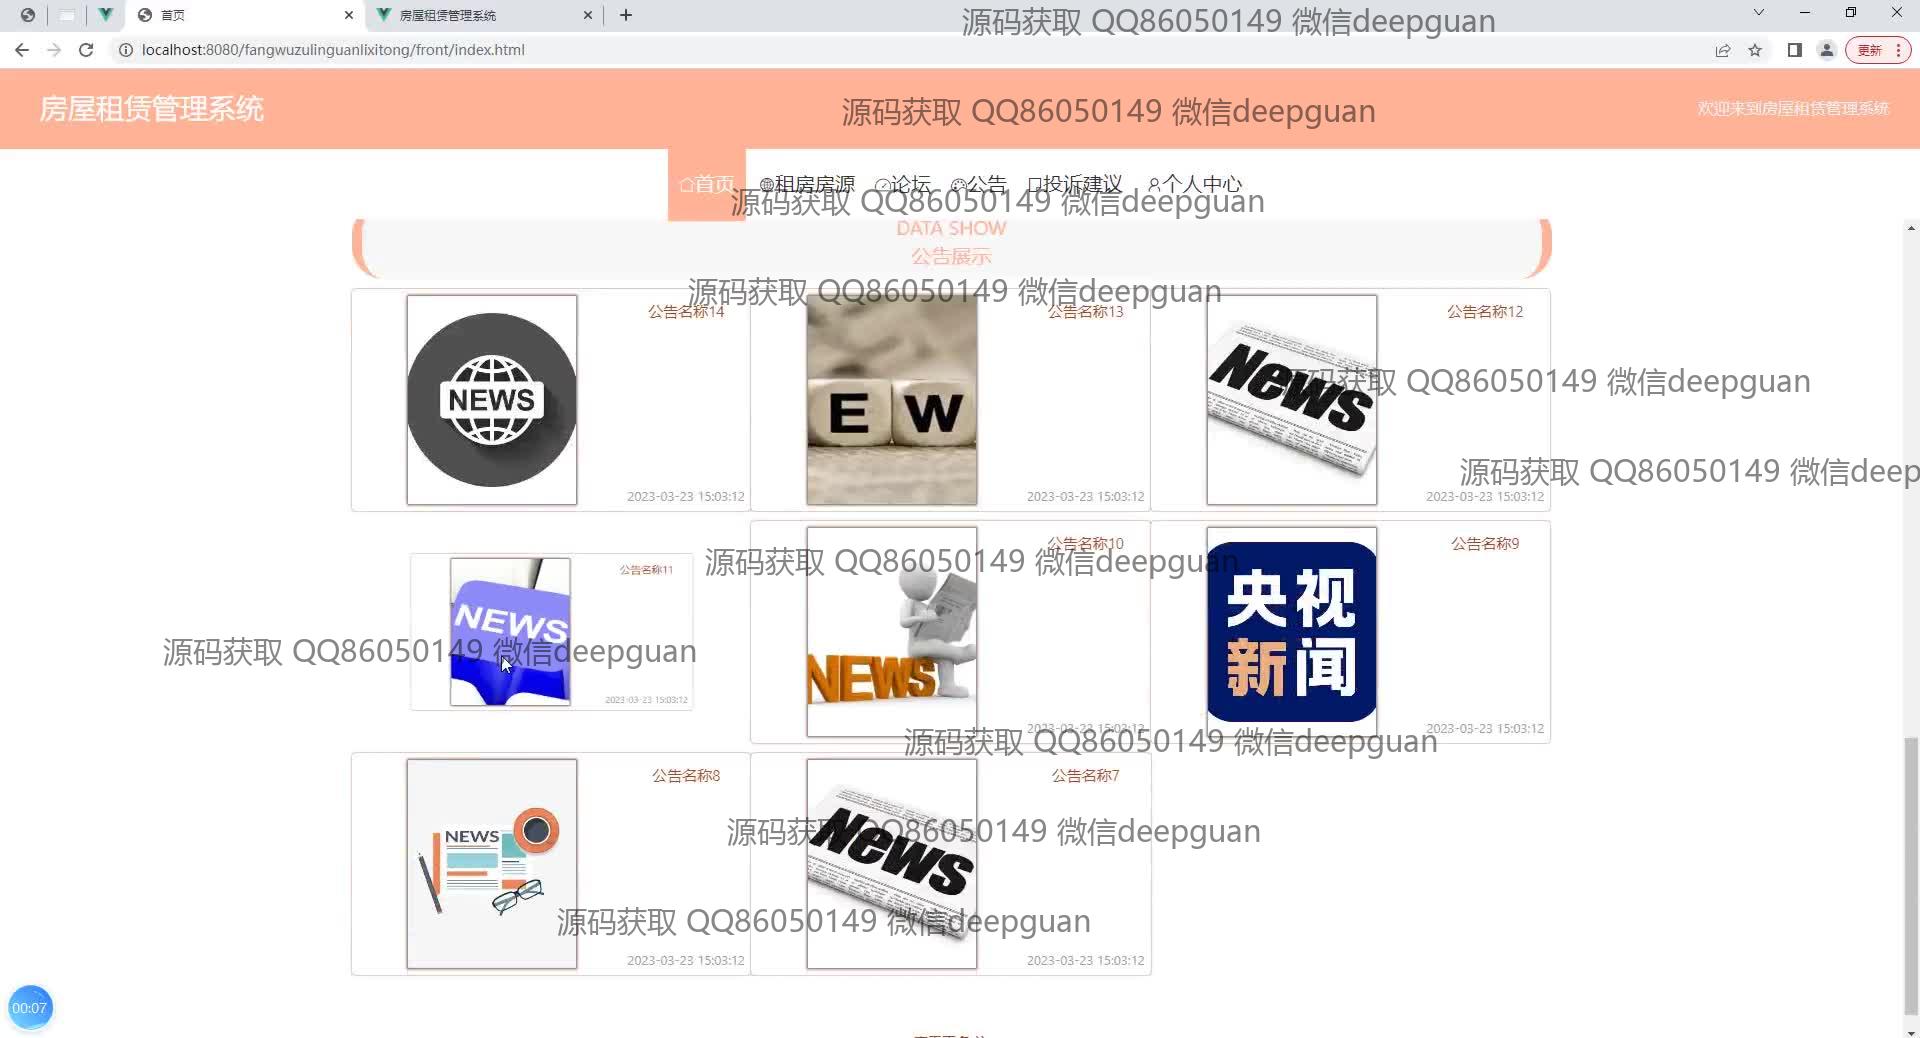 首页
房屋租赁管理系统
源码获取 QQ86050149 微信deepguan
localhost:8080/fangwuzulinguanlixitong/front/index.html
更新
房屋租赁管理系统
源码获取 QQ86050149 微信deepguan
欢迎来到房屋租赁管理系统
首页
租房房源
论坛
公告
投诉建议
个人中心
源码获取 QQ86050149 微信deepguan
DATA SHOW
公告展示
源码获取 QQ86050149 微信deepguan
公告名称14
公告名称13
公告名称12
NEWS
E W
News
码获取 QQ86050149 微信deepguan
源码获取 QQ86050149 微信deep
2023-03-23 15:03:12
2023-03-23 15:03:12
2023-03-23 15:03:12
公告名称11
公告名称10
公告名称9
源码获取 QQ86050149 微信deepguan
NEWS
NEWS
央视
新闻
源码获取 QQ86050149 微信deepguan
2023-03-23 15:03:12
2023-03-23 15:03:12
2023-03-23 15:03:12
源码获取 QQ86050149 微信deepguan
公告名称8
公告名称7
NEWS
News
源码获取 QQ86050149 微信deepguan
源码获取 QQ86050149 微信deepguan
2023-03-23 15:03:12
2023-03-23 15:03:12
00:07